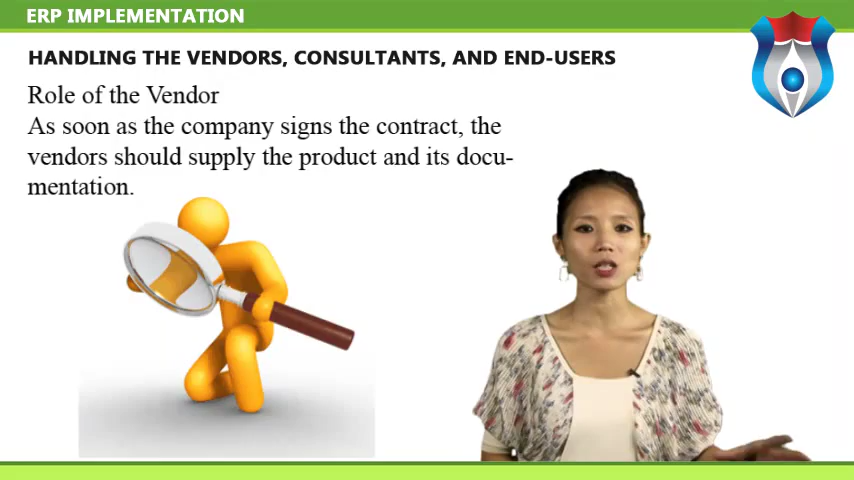 ERP IMPLEMENTATION
HANDLING THE VENDORS, CONSULTANTS, AND END-USERS
Role of the Vendor
As soon as the company signs the contract, the
vendors should supply the product and its docu-
mentation.